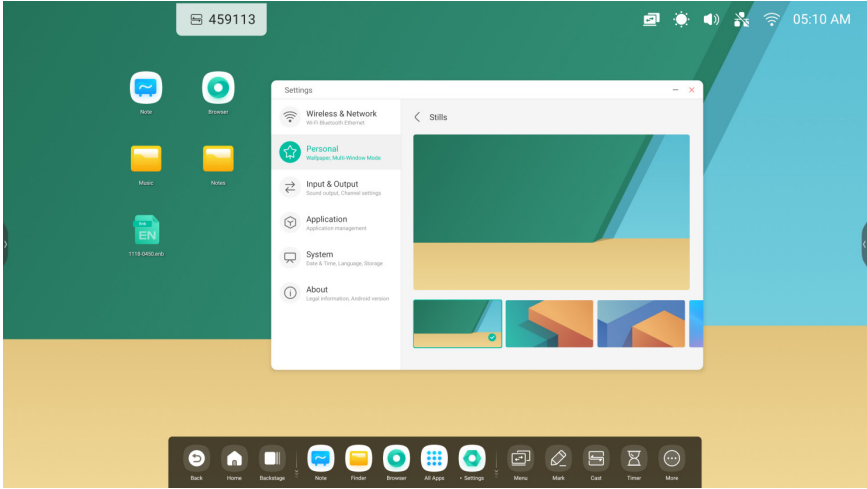 459113
05:10 AM
Note
Browser
Music
Notes
EN
1118-0450.enb
Settings
Wireless & Network
Wi-Fi Bluetooth Ethernet
Personal
Wallpaper, Multi-Window Mode
Input & Output
Sound output, Channel settings
Application
Application management
System
Date & Time, Language, Storage
About
Legal information, Android version
Stills
Back
Home
Backstage
Note
Finder
Browser
All Apps
• Settings
Menu
Mark
Cast
Timer
More